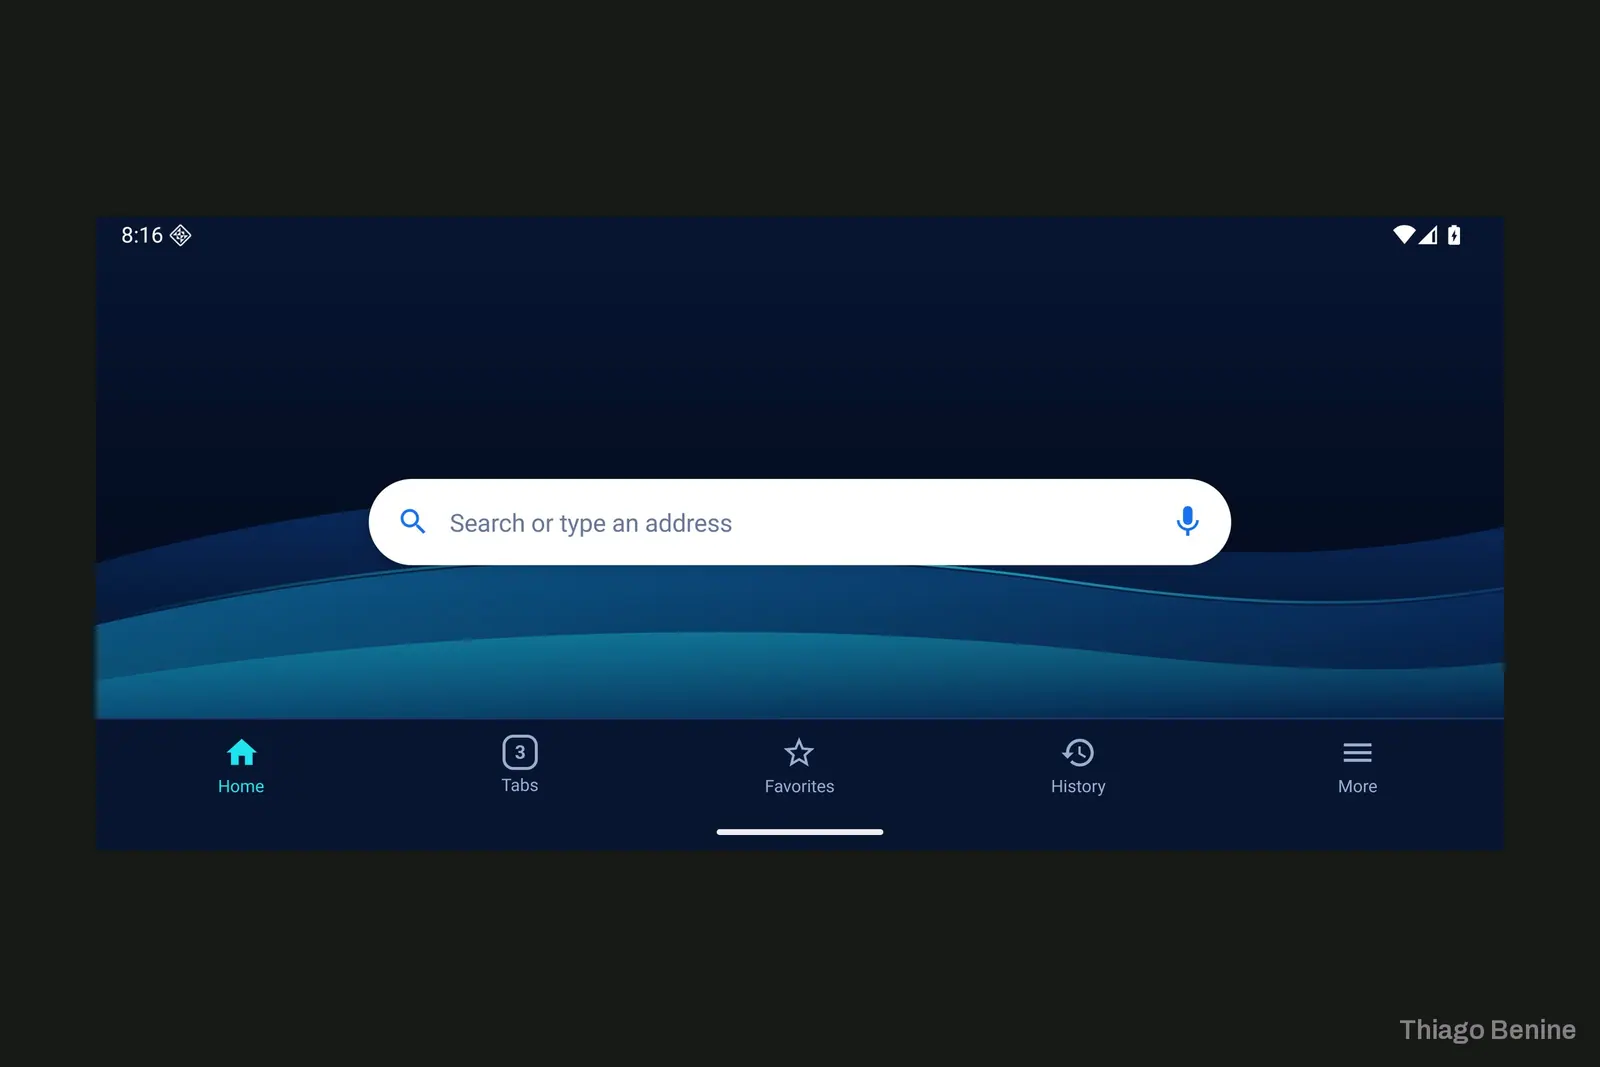 8:16
Search or type an address
Home
3
Tabs
Favorites
History
More
Thiago Benine